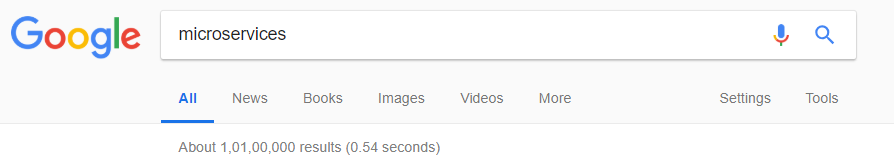 Google microservices
All News Books Images Videos More Settings Tools
About 1,01,00,000 results (0.54 seconds)